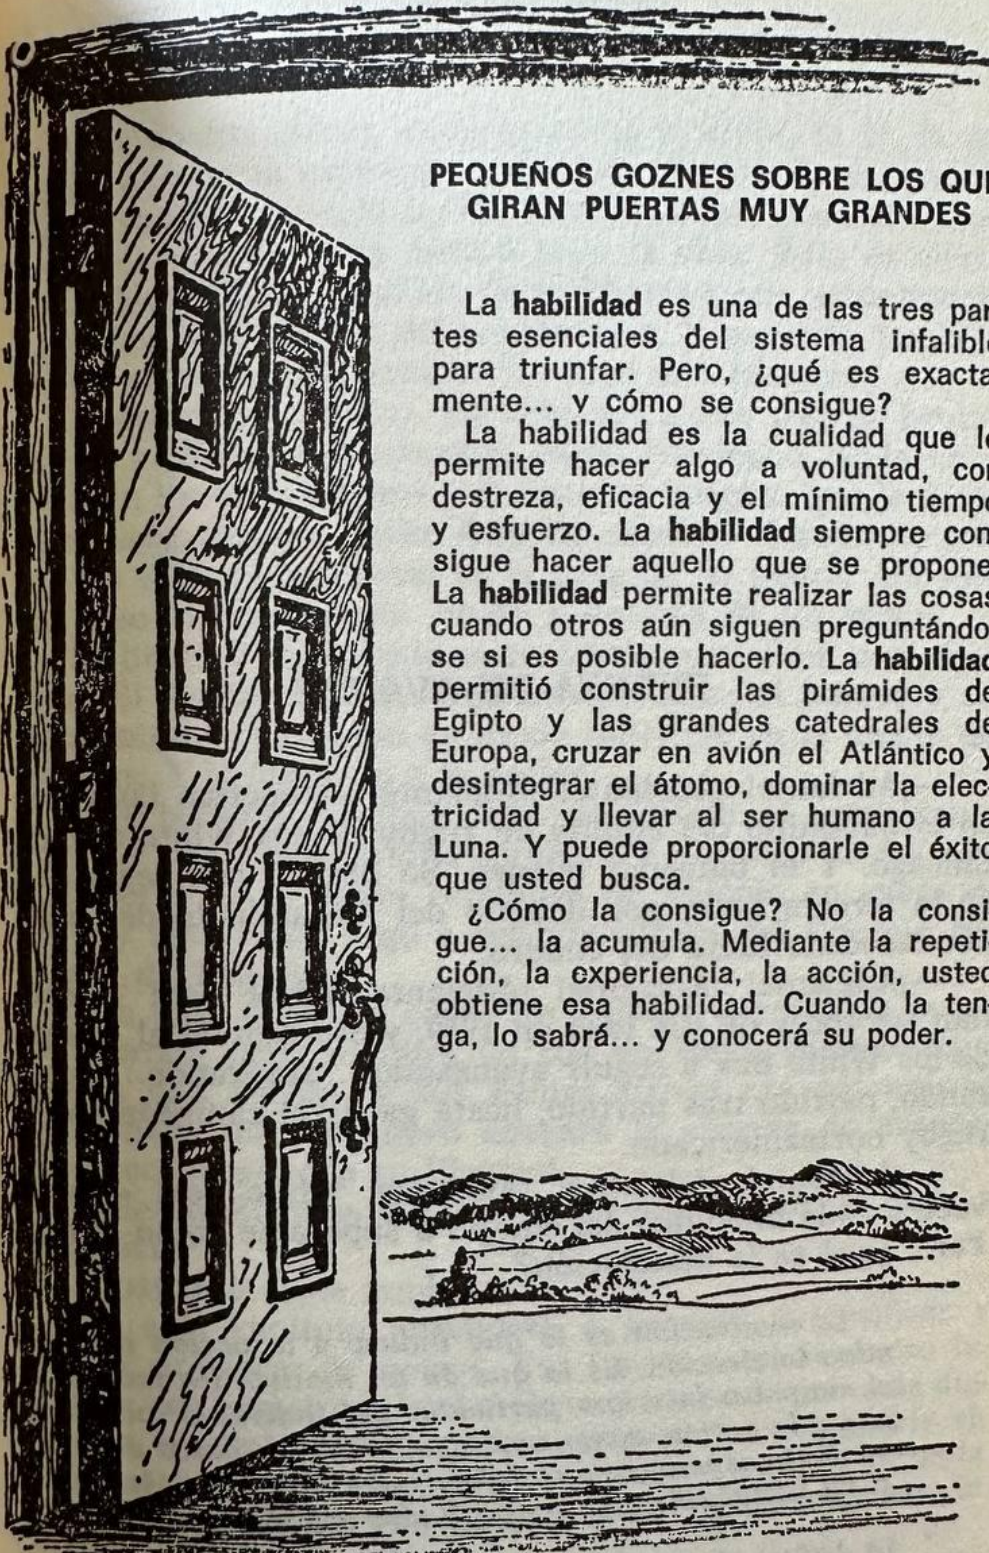 PEQUEÑOS GOZNES SOBRE LOS QUE
GIRAN PUERTAS MUY GRANDES
La habilidad es una de las tres par
tes esenciales del sistema infalible
para triunfar. Pero, ¿qué es exacta
mente... y cómo se consigue?
La habilidad es la cualidad que le
permite hacer algo a voluntad, con
destreza, eficacia y el mínimo tiempo
y esfuerzo. La habilidad siempre con
sigue hacer aquello que se propone.
La habilidad permite realizar las cosas
cuando otros aún siguen preguntándo-
se si es posible hacerlo. La habilidad
permitió construir las pirámides de
Egipto y las grandes catedrales de
Europa, cruzar en avión el Atlántico y
desintegrar el átomo, dominar la elec-
tricidad y llevar al ser humano a la
Luna. Y puede proporcionarle el éxito
que usted busca.
¿Cómo la consigue? No la consi-
gue... la acumula. Mediante la repeti-
ción, la experiencia, la acción, usted
obtiene esa habilidad. Cuando la ten-
ga, lo sabrá... y conocerá su poder.